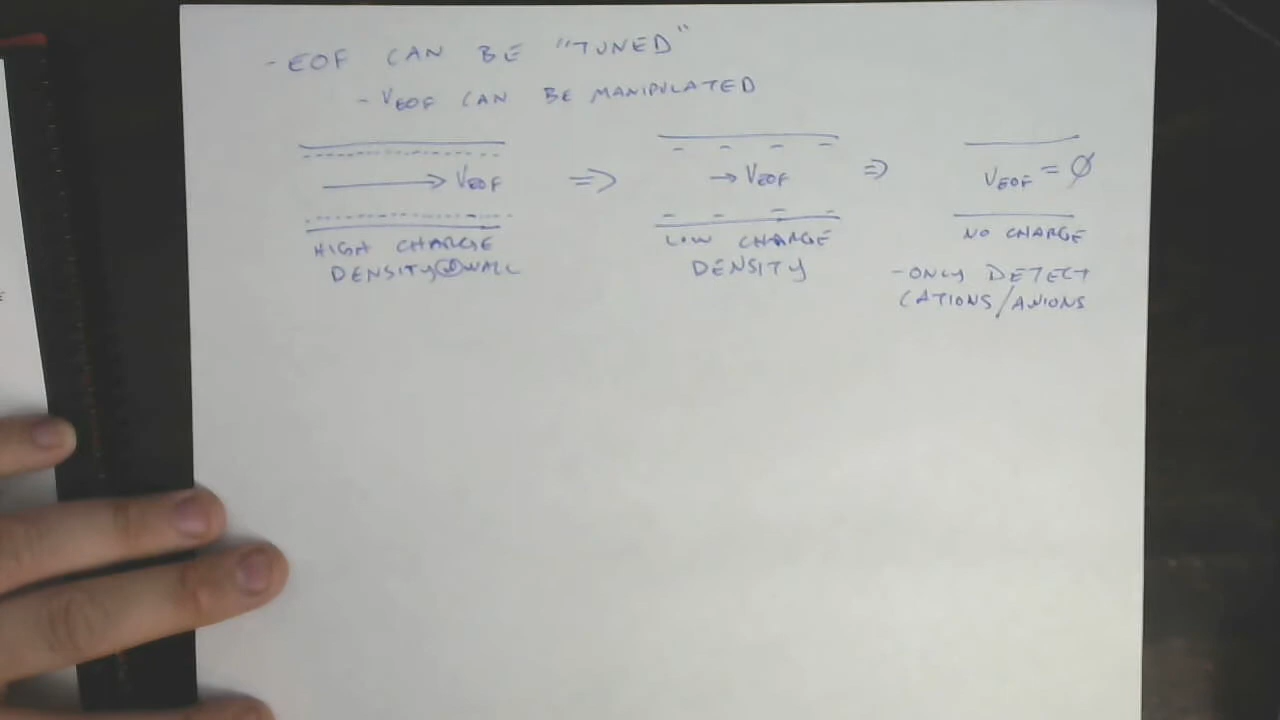 - EOF CAN BE "TUNED"
- VEOF CAN BE MANIPULATED
→ VEOF ⇒ → VEOF ⇒ VEOF = Ø
HIGH CHARGE
DENSITY @ WALL
LOW CHARGE
DENSITY
NO CHARGE
- ONLY DETECT
CATIONS/ANIONS